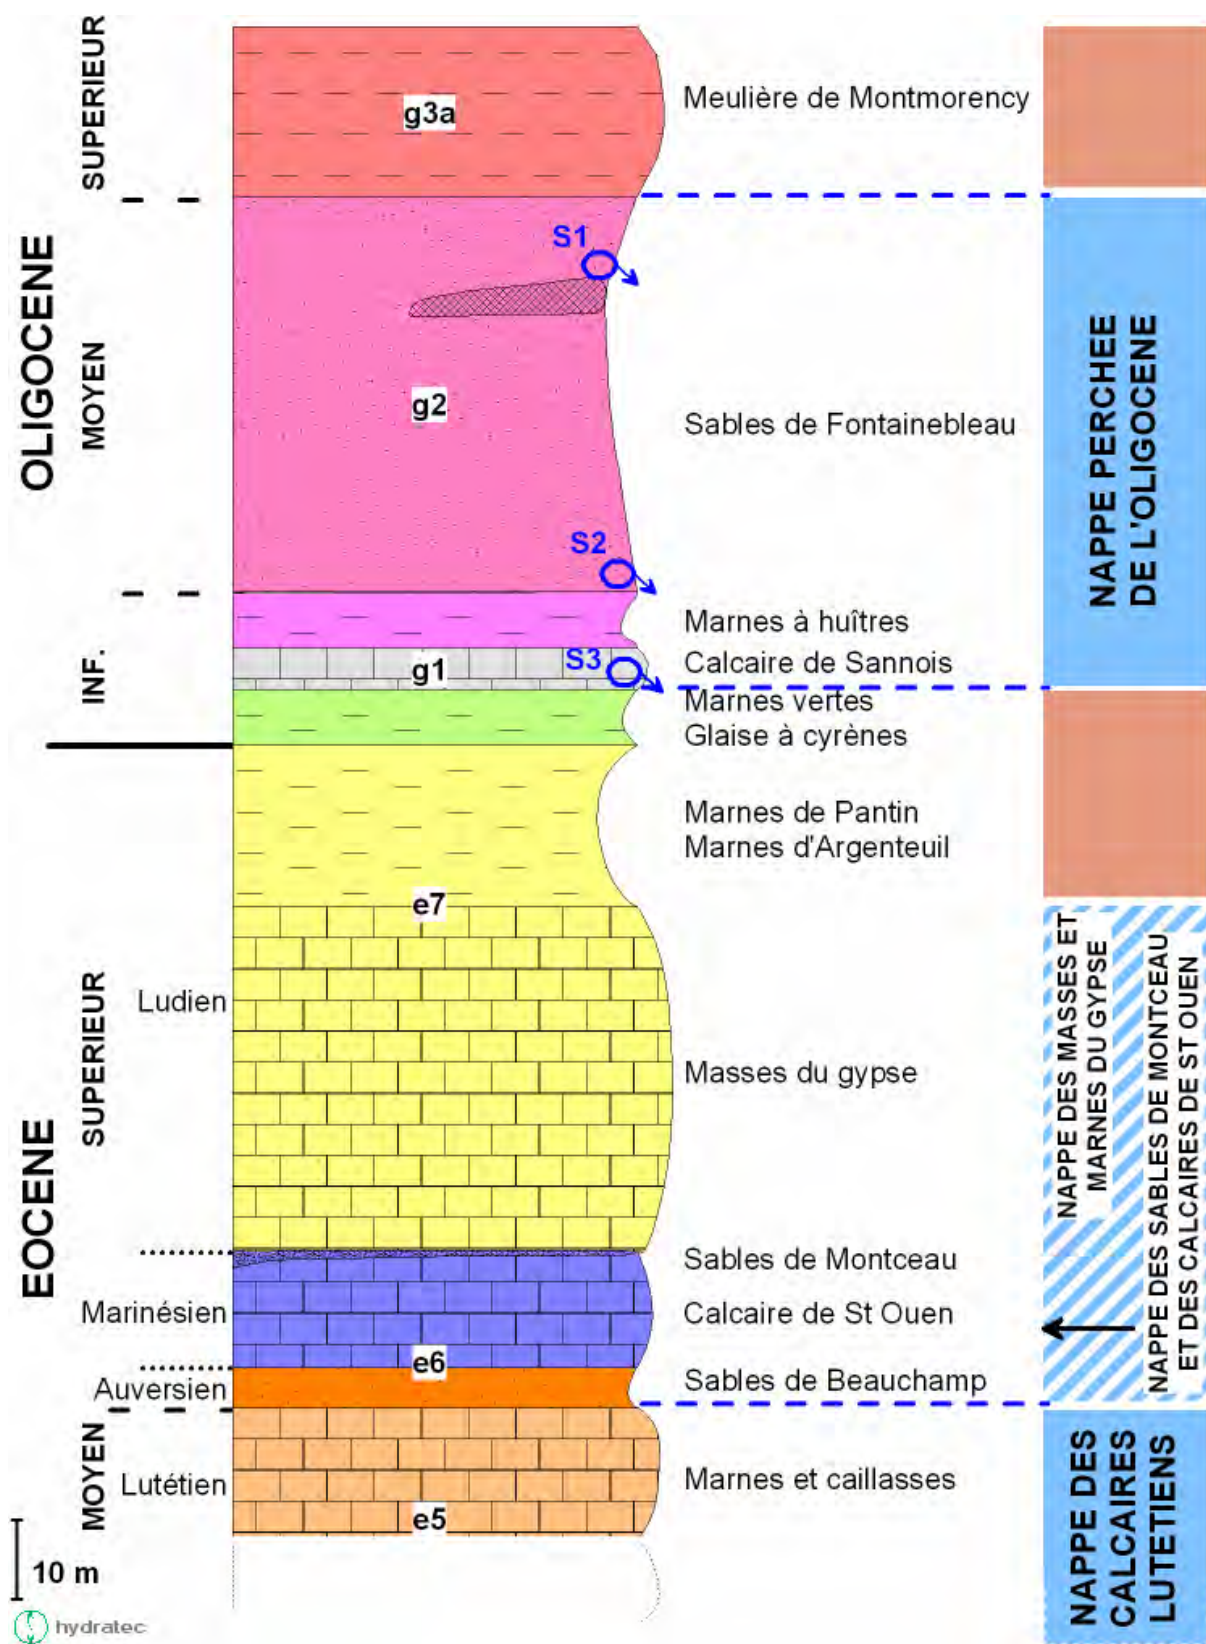 SUPERIEUR
g3a
Meulière de Montmorency
OLIGOCENE
MOYEN
S1
g2
Sables de Fontainebleau
S2
NAPPE PERCHEE
DE L'OLIGOCENE
INF.
Marnes à huîtres
g1
S3
Calcaire de Sannois
Marnes vertes
Glaise à cyrènes
Marnes de Pantin
Marnes d'Argenteuil
e7
EOCENE
SUPERIEUR
Ludien
Masses du gypse
NAPPE DES MASSES ET
MARNES DU GYPSE
NAPPE DES SABLES DE MONTCEAU
ET DES CALCAIRES DE ST OUEN
Sables de Montceau
Marinésien
Calcaire de St Ouen
e6
Auversien
Sables de Beauchamp
MOYEN
Lutétien
Marnes et caillasses
e5
NAPPE DES
CALCAIRES
LUTETIENS
10 m
hydratec